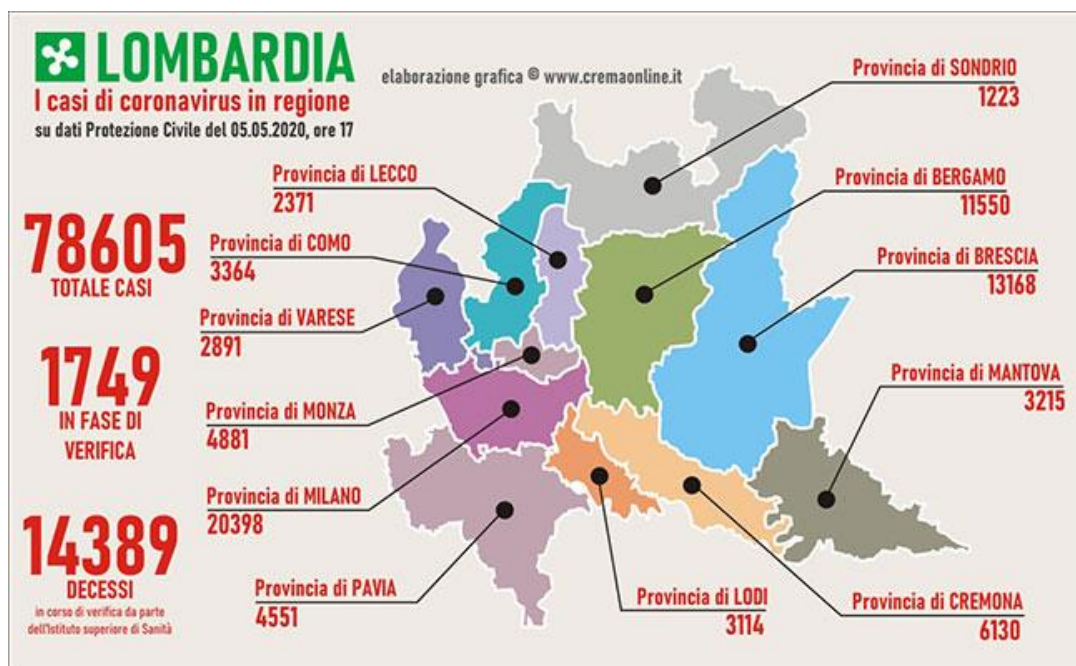 LOMBARDIA
I casi di coronavirus in regione
su dati Protezione Civile del 05.05.2020, ore 17
elaborazione grafica © www.cremaonline.it
78605
TOTALE CASI
1749
IN FASE DI
VERIFICA
14389
DECESSI
in corso di verifica da parte
dell'Istituto superiore di Sanità
Provincia di LECCO
2371
Provincia di COMO
3364
Provincia di VARESE
2891
Provincia di MONZA
4881
Provincia di MILANO
20398
Provincia di PAVIA
4551
Provincia di SONDRIO
1223
Provincia di BERGAMO
11550
Provincia di BRESCIA
13168
Provincia di MANTOVA
3215
Provincia di LODI
3114
Provincia di CREMONA
6130